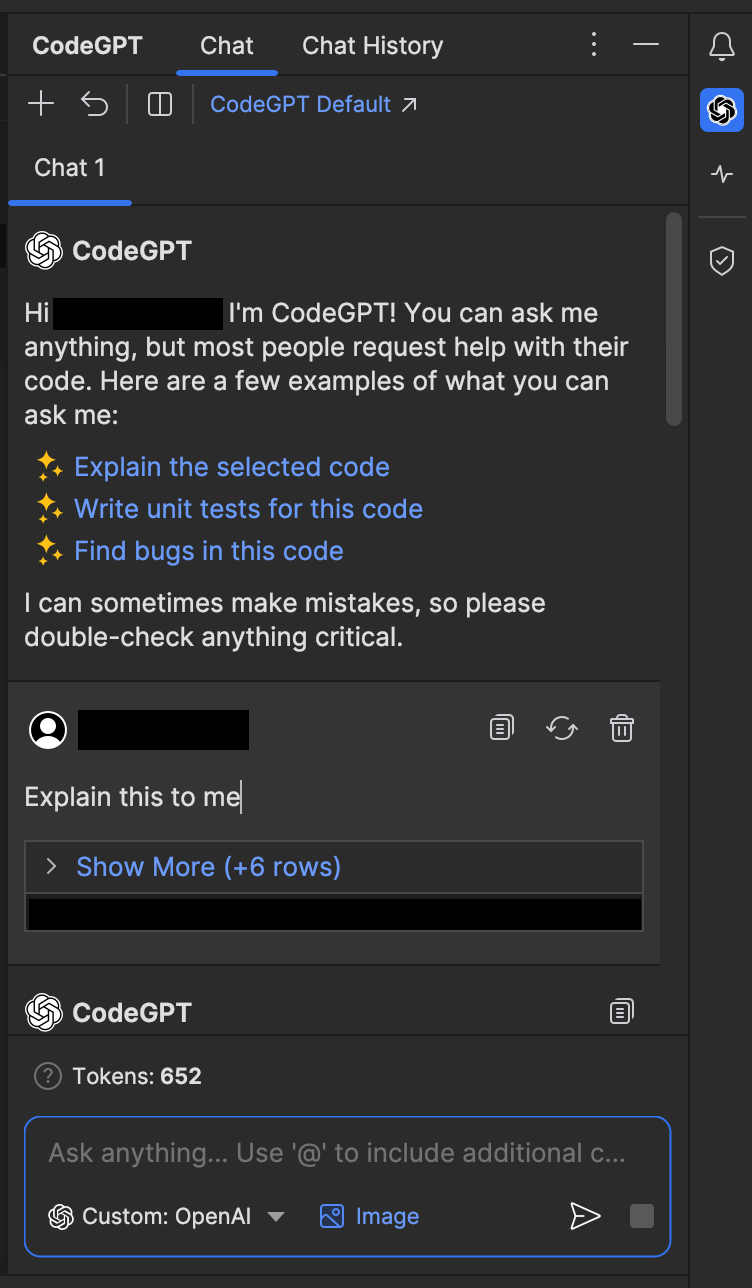 CodeGPT Chat Chat History
CodeGPT Default ↗
Chat 1
CodeGPT
Hi I'm CodeGPT! You can ask me
anything, but most people request help with their
code. Here are a few examples of what you can
ask me:
Explain the selected code
Write unit tests for this code
Find bugs in this code
I can sometimes make mistakes, so please
double-check anything critical.
Explain this to me
Show More (+6 rows)
CodeGPT
? Tokens: 652
Ask anything... Use '@' to include additional c...
Custom: OpenAI Image